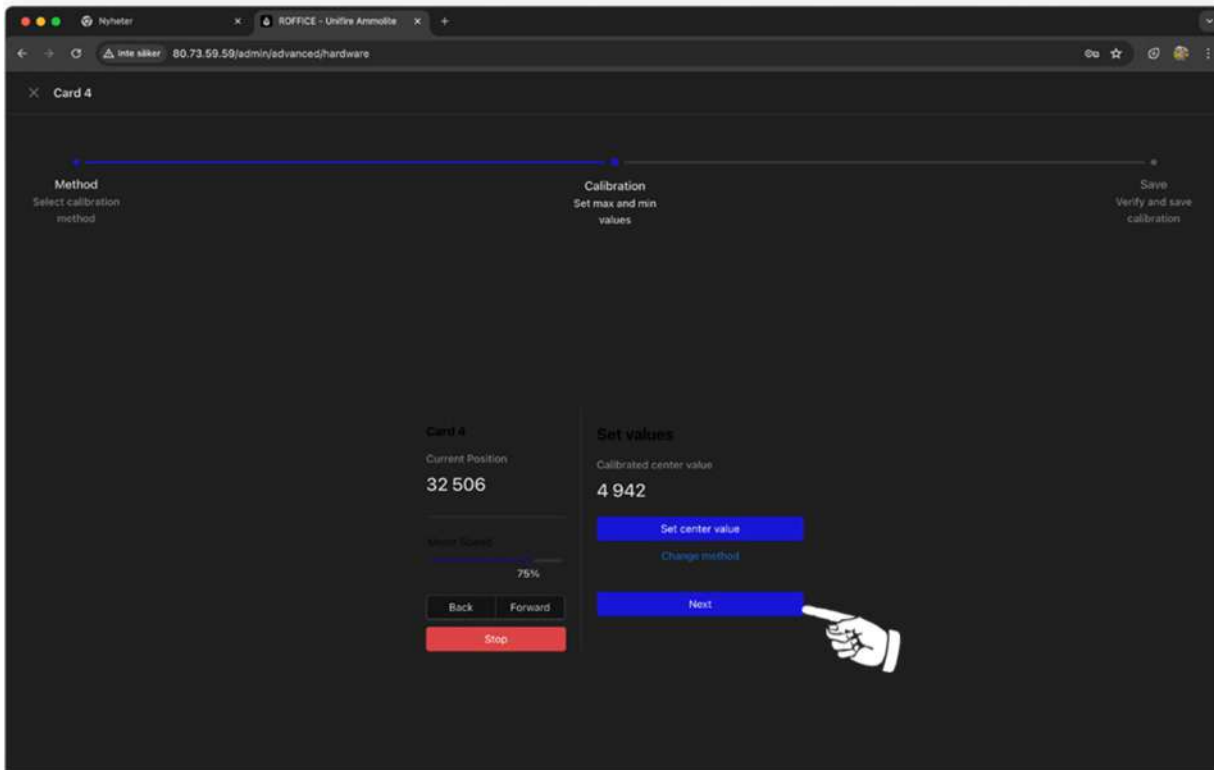 Nyheter
ROFFICE - Unifire Ammolite
Inte säker
80.73.59.59/admin/advanced/hardware
Card 4
Method
Select calibration
method
Calibration
Set max and min
values
Save
Verify and save
calibration
Card 4
Current Position
32 506
75%
Back
Forward
Stop
Set values
Calibrated center value
4 942
Set center value
Change method
Next